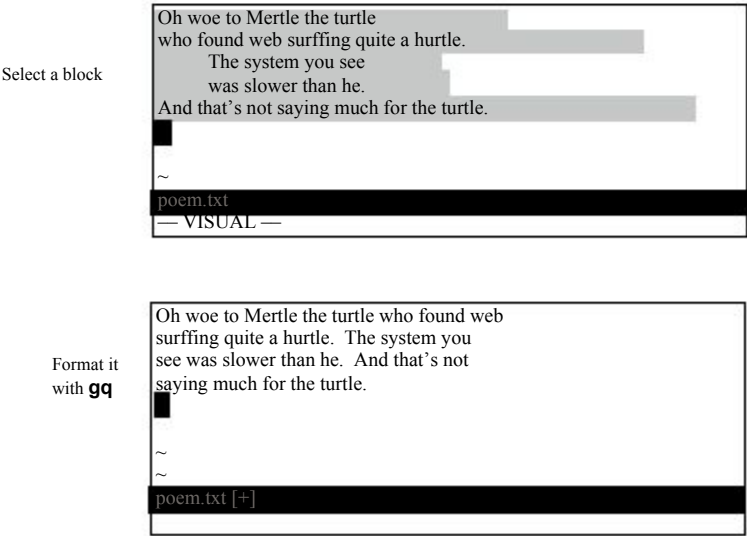 Oh woe to Mertle the turtle
who found web surffing quite a hurtle.
The system you see
Select a block
was slower than he.
And that’s not saying much for the turtle.
~
poem.txt
— VISUAL —
Oh woe to Mertle the turtle who found web
surffing quite a hurtle.  The system you
Format it
see was slower than he.  And that’s not
with gq
saying much for the turtle.
~
~
poem.txt [+]